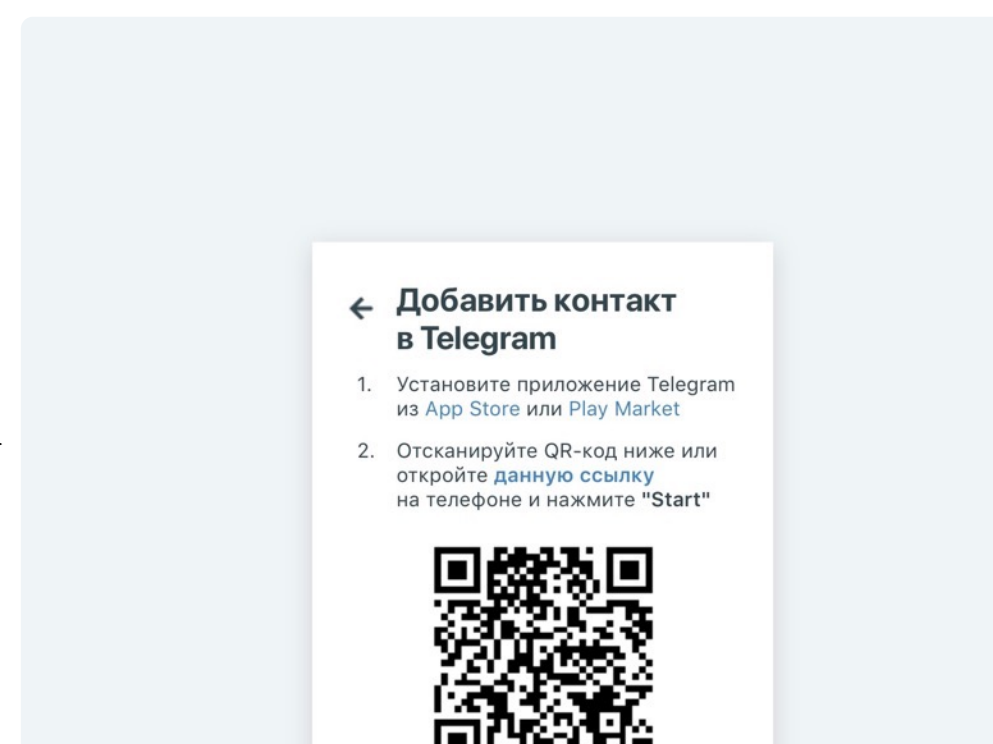 Добавить контакт
в Telegram
1. Установите приложение Telegram
из App Store или Play Market
2. Отсканируйте QR-код ниже или
откройте данную ссылку
на телефоне и нажмите "Start"